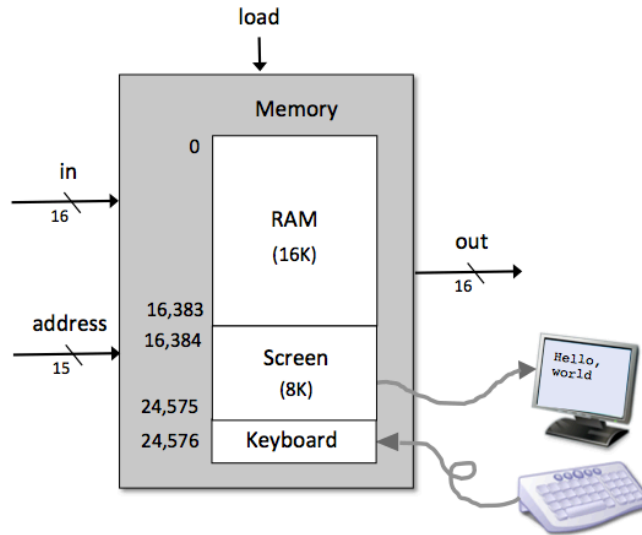 load
Memory
0
in
16
RAM
(16K)
out
16
16,383
address
16,384
15
Screen
(8K)
Hello,
world
24,575
24,576
Keyboard